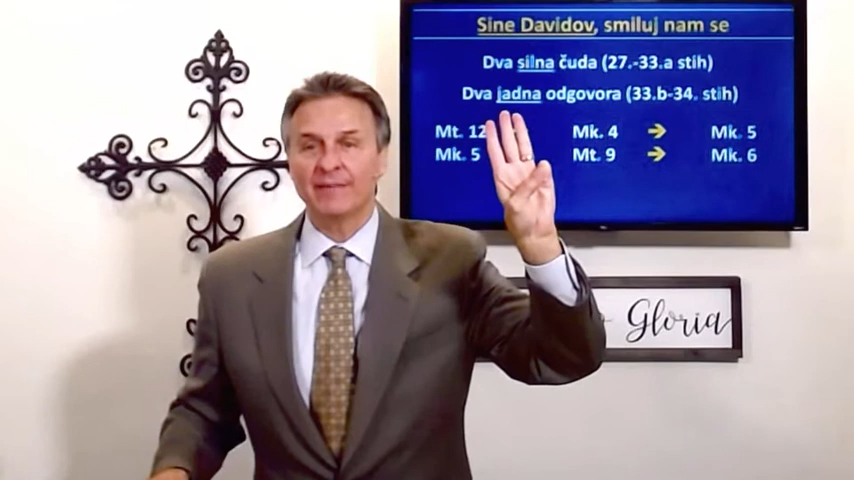 Sine Davidov, smiluj nam se
Dva silna čuda (27.-33.a stih)
Dva jadna odgovora (33.b-34. stih)
Mt. 12 Mk. 4 → Mk. 5
Mk. 5 Mt. 9 → Mk. 6
Gloria